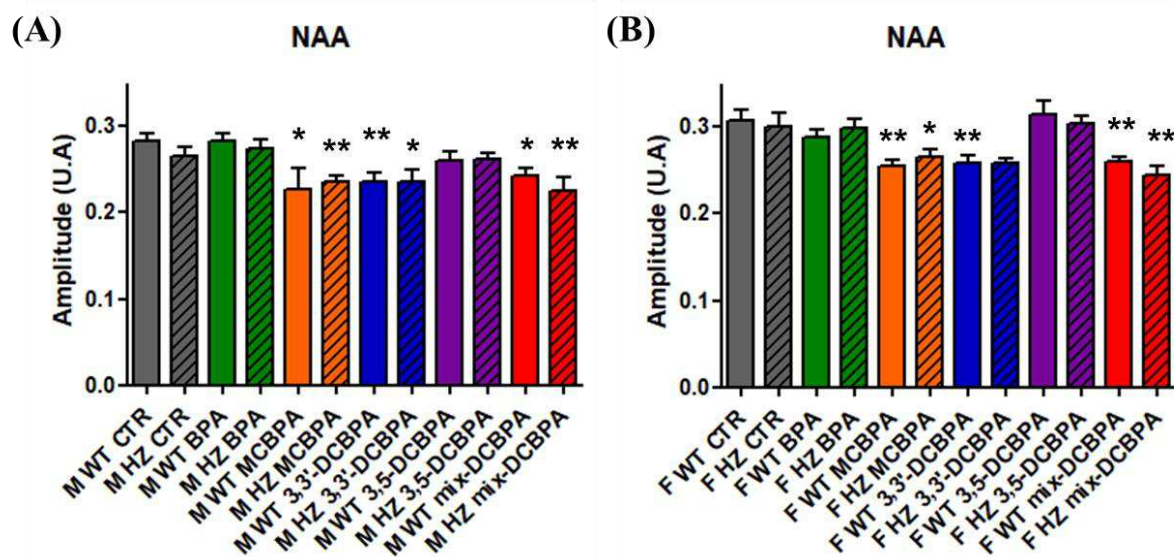 (A)
NAA
Amplitude (U.A)
0.3
0.2
0.1
0.0
*
**
**
*
*
**
M WT CTR
M HZ CTR
M WT BPA
M HZ BPA
M WT MCBPA
M HZ MCBPA
M WT 3,3'-DCBPA
M HZ 3,3'-DCBPA
M WT 3,5-DCBPA
M HZ 3,5-DCBPA
M WT mix-DCBPA
M HZ mix-DCBPA
(B)
NAA
Amplitude (U.A)
0.3
0.2
0.1
0.0
**
*
**
**
**
F WT CTR
F HZ CTR
F WT BPA
F HZ BPA
F WT MCBPA
F HZ MCBPA
F WT 3,3'-DCBPA
F HZ 3,3'-DCBPA
F WT 3,5-DCBPA
F HZ 3,5-DCBPA
F WT mix-DCBPA
F HZ mix-DCBPA